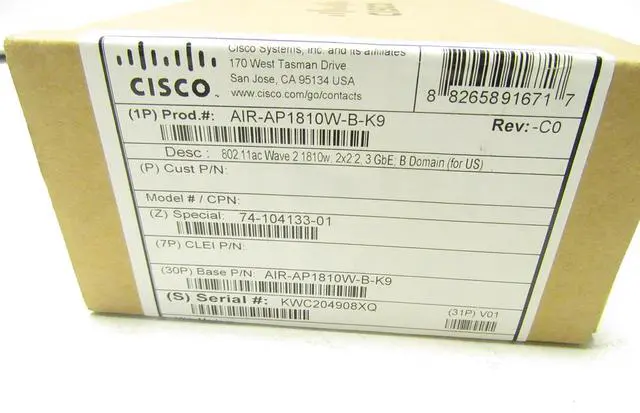 CISCO
Cisco Systems, Inc. and its affiliates
170 West Tasman Drive
San Jose, CA 95134 USA
www.cisco.com/go/contacts
8 82658 91671 7
(1P) Prod.#: AIR-AP1810W-B-K9
Rev: -C0
Desc : 802.11ac Wave 2 1810w, 2x2:2, 3 GbE; B Domain (for US)
(P) Cust P/N:
Model # / CPN:
(Z) Special: 74-104133-01
(7P) CLEI P/N:
(30P) Base P/N: AIR-AP1810W-B-K9
(S) Serial #: KWC204908XQ
(31P) V01